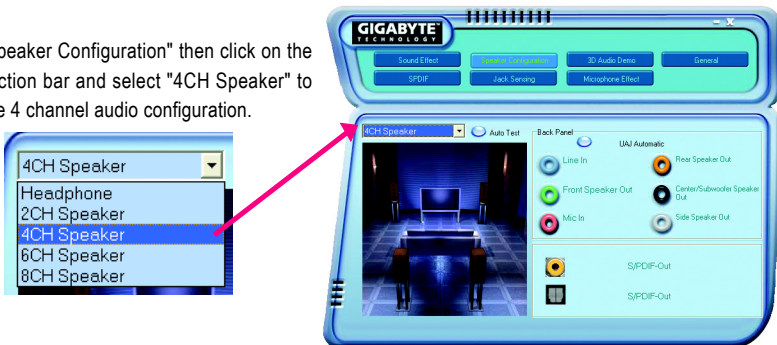 peaker Configuration" then click on the
ction bar and select "4CH Speaker" to
e 4 channel audio configuration.
4CH Speaker
Headphone
2CH Speaker
4CH Speaker
6CH Speaker
8CH Speaker
GIGABYTE
TECHNOLOGY
- X
Sound Effect
Speaker Configuration
3D Audio Demo
General
SPDIF
Jack Sensing
Microphone Effect
4CH Speaker
Auto Test
Back Panel
UAJ Automatic
Line In
Rear Speaker Out
Front Speaker Out
Center/Subwoofer Speaker
Out
Mic In
Side Speaker Out
S/PDIF-Out
S/PDIF-Out